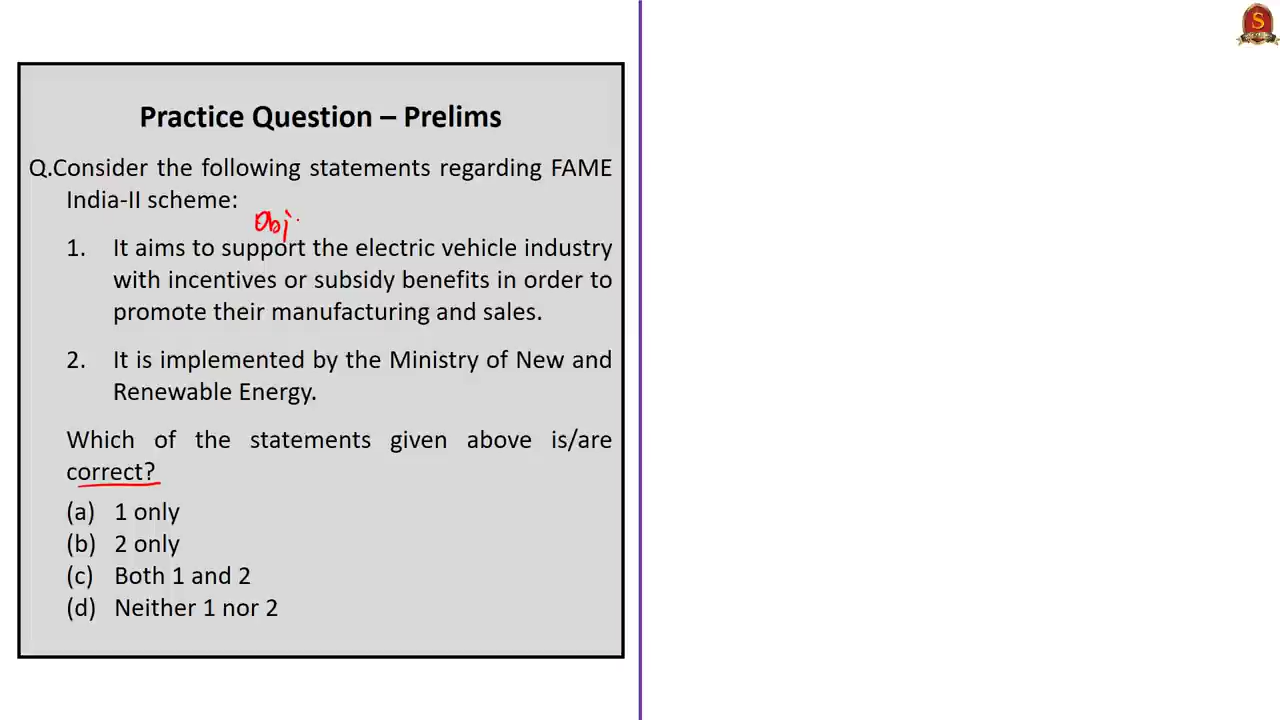 Practice Question – Prelims
Q.Consider the following statements regarding FAME
India-II scheme:
Obj
1. It aims to support the electric vehicle industry
with incentives or subsidy benefits in order to
promote their manufacturing and sales.
2. It is implemented by the Ministry of New and
Renewable Energy.
Which of the statements given above is/are
correct?
(a) 1 only
(b) 2 only
(c) Both 1 and 2
(d) Neither 1 nor 2
S